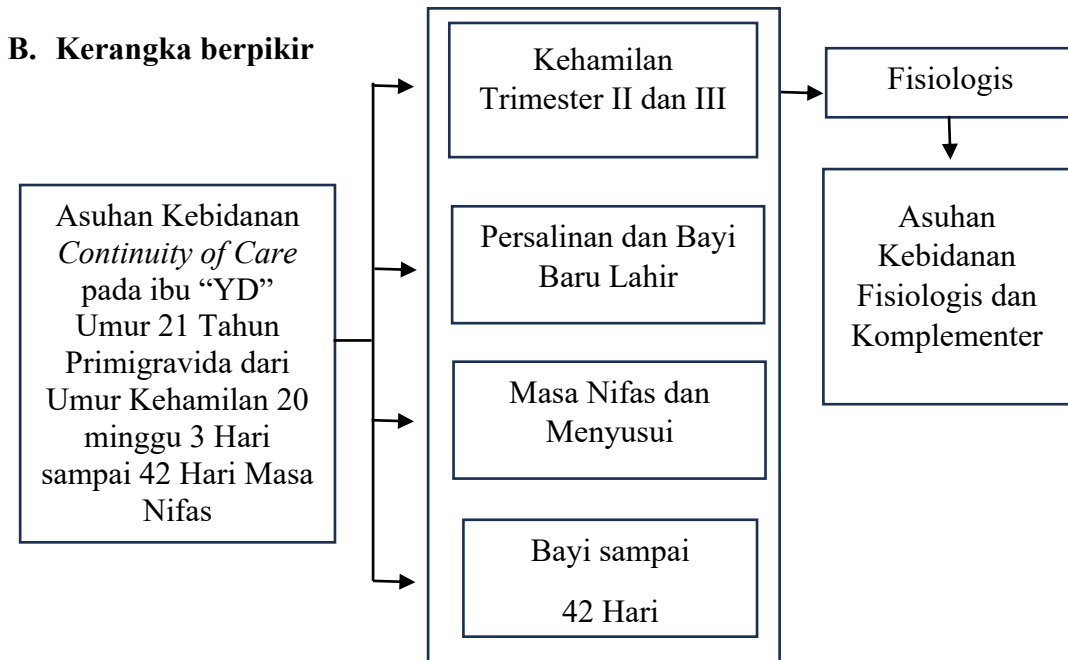 B. Kerangka berpikir
Asuhan Kebidanan
Continuity of Care
pada ibu “YD”
Umur 21 Tahun
Primigravida dari
Umur Kehamilan 20
minggu 3 Hari
sampai 42 Hari Masa
Nifas
Kehamilan
Trimester II dan III
Persalinan dan Bayi
Baru Lahir
Masa Nifas dan
Menyusui
Bayi sampai
42 Hari
Fisiologis
Asuhan
Kebidanan
Fisiologis dan
Komplementer